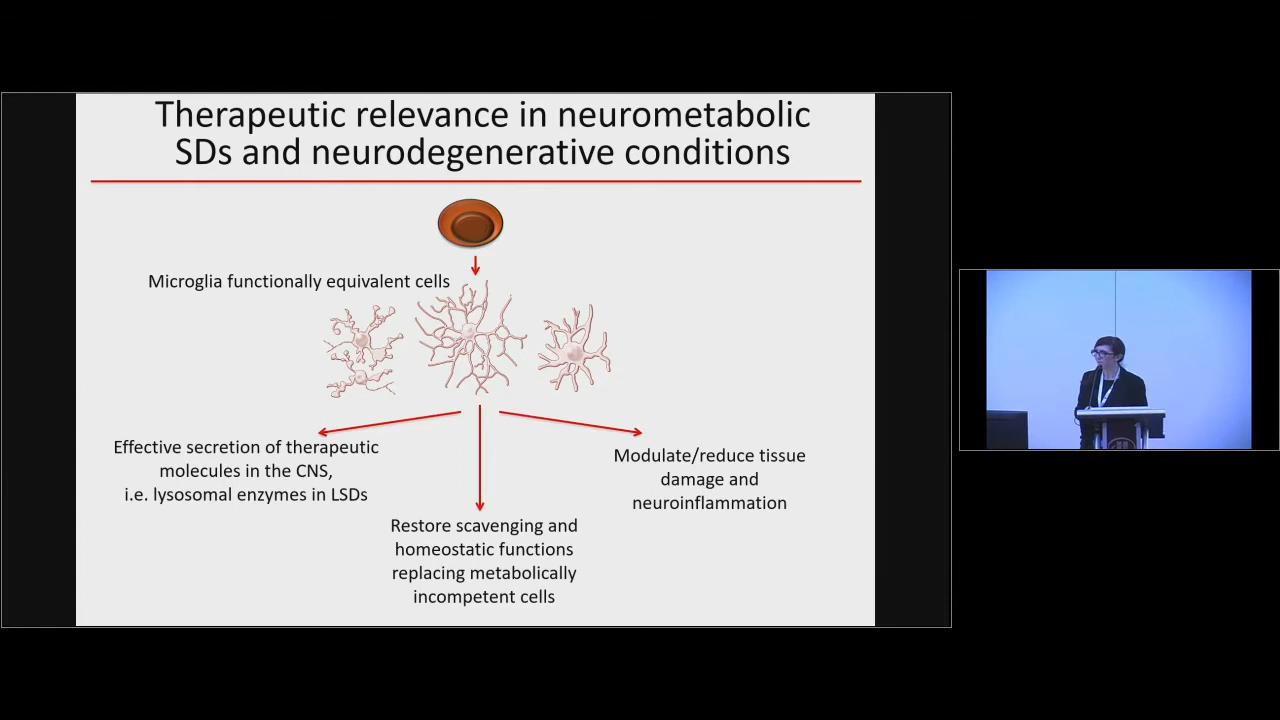 Therapeutic relevance in neurometabolic
SDs and neurodegenerative conditions
Microglia functionally equivalent cells
Effective secretion of therapeutic
molecules in the CNS,
i.e. lysosomal enzymes in LSDs
Restore scavenging and
homeostatic functions
replacing metabolically
incompetent cells
Modulate/reduce tissue
damage and
neuroinflammation